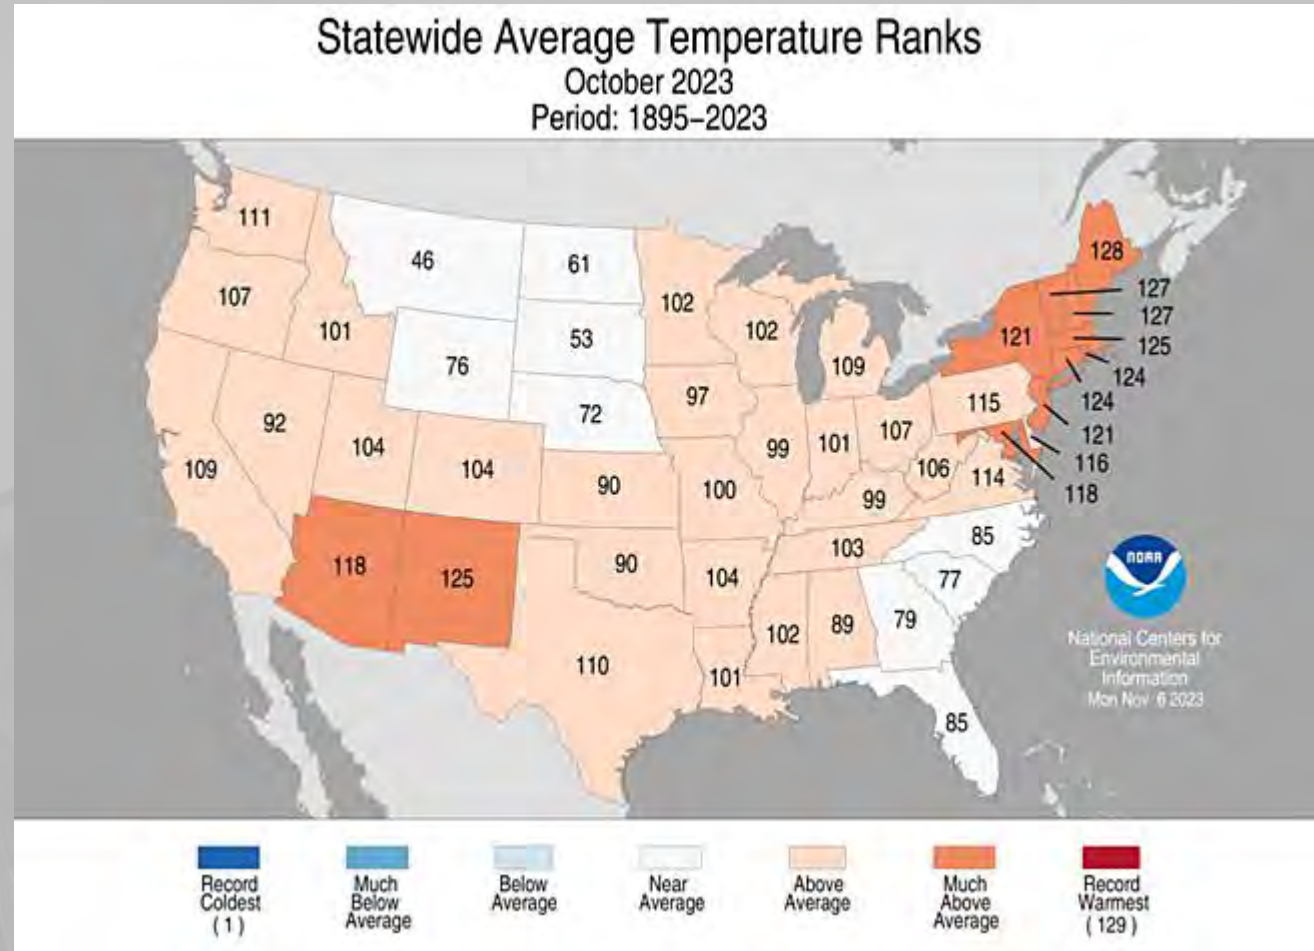 Statewide Average Temperature Ranks
October 2023
Period: 1895–2023
111
46
61
102
128
127
107
127
101
53
102
121
125
76
109
124
97
115
124
92
72
121
104
104
99
101
107
116
109
90
100
106
114
118
99
118
125
90
104
103
85
77
102
89
79
110
101
85
NOAA
National Centers for
Environmental
Information
Mon Nov 6 2023
Record
Coldest
( 1 )
Much
Below
Average
Below
Average
Near
Average
Above
Average
Much
Above
Average
Record
Warmest
( 129 )